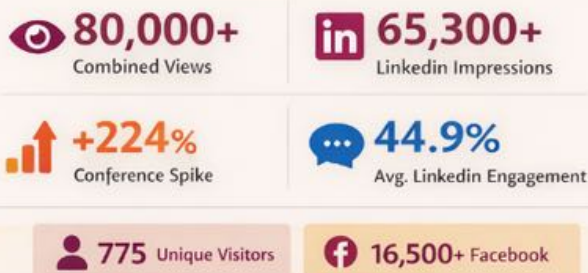 80,000+
Combined Views
in 65,300+
Linkedin Impressions
+224%
Conference Spike
44.9%
Avg. Linkedin Engagement
775 Unique Visitors
16,500+ Facebook